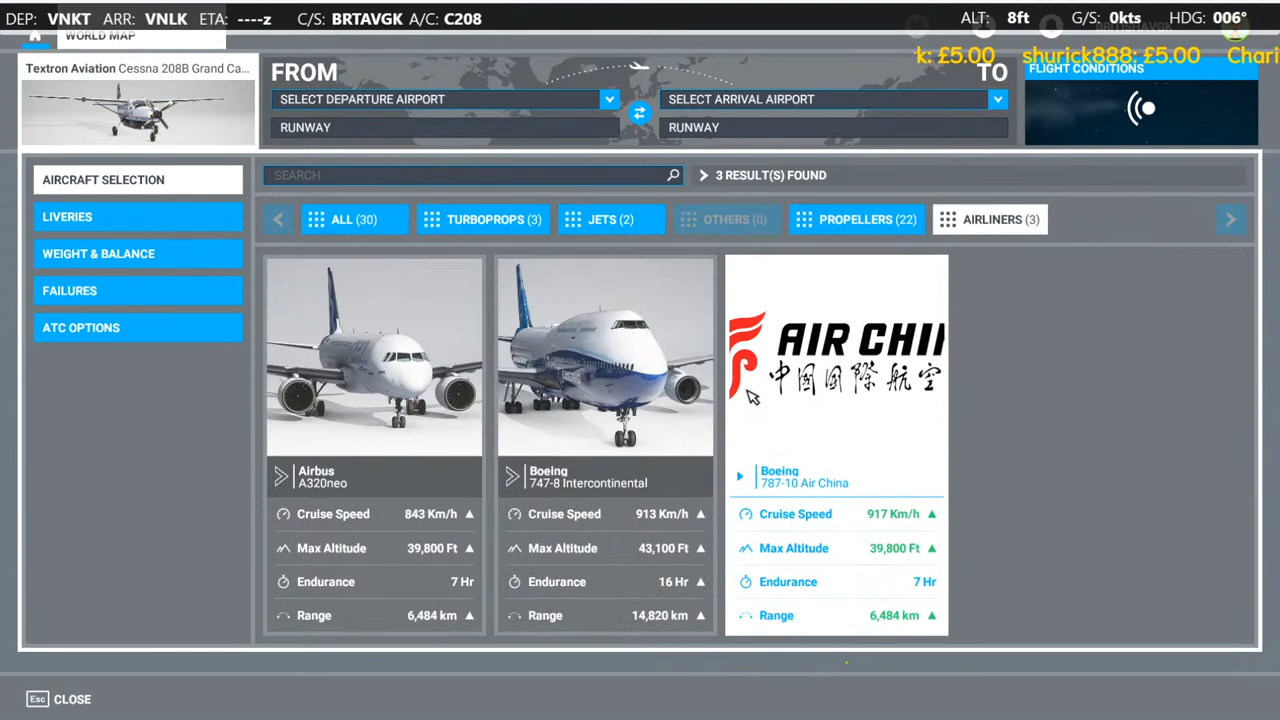 DEP: VNKT ARR: VNLK ETA: ----z C/S: BRTAVGK A/C: C208 ALT: 8ft G/S: 0kts HDG: 006°
WORLD MAP
k: £5.00 shurick888: £5.00 Chari
Textron Aviation Cessna 208B Grand Ca...
FROM
TO
FLIGHT CONDITIONS
SELECT DEPARTURE AIRPORT
SELECT ARRIVAL AIRPORT
RUNWAY
RUNWAY
AIRCRAFT SELECTION
LIVERIES
WEIGHT & BALANCE
FAILURES
ATC OPTIONS
SEARCH
3 RESULT(S) FOUND
ALL (30)
TURBOPROPS (3)
JETS (2)
OTHERS (0)
PROPELLERS (22)
AIRLINERS (3)
Airbus
A320neo
Cruise Speed 843 Km/h
Max Altitude 39,800 Ft
Endurance 7 Hr
Range 6,484 km
Boeing
747-8 Intercontinental
Cruise Speed 913 Km/h
Max Altitude 43,100 Ft
Endurance 16 Hr
Range 14,820 km
AIR CHI
中國国際航空
Boeing
787-10 Air China
Cruise Speed 917 Km/h
Max Altitude 39,800 Ft
Endurance 7 Hr
Range 6,484 km
Esc CLOSE